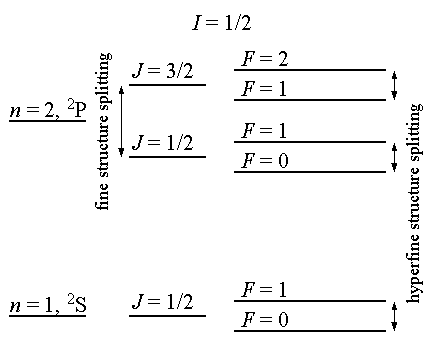 I = 1/2
fine structure splitting
J = 3/2
F = 2
F = 1
n = 2, ²P
J = 1/2
F = 1
F = 0
hyperfine structure splitting
n = 1, ²S
J = 1/2
F = 1
F = 0